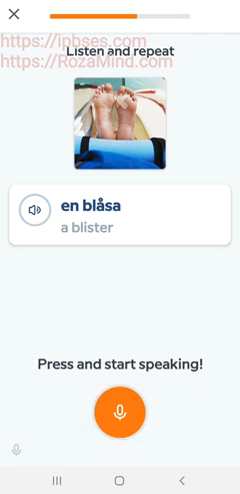 https://ipbses.com
Listen and repeat
https://RozaMind.com
en blåsa
a blister
Press and start speaking!